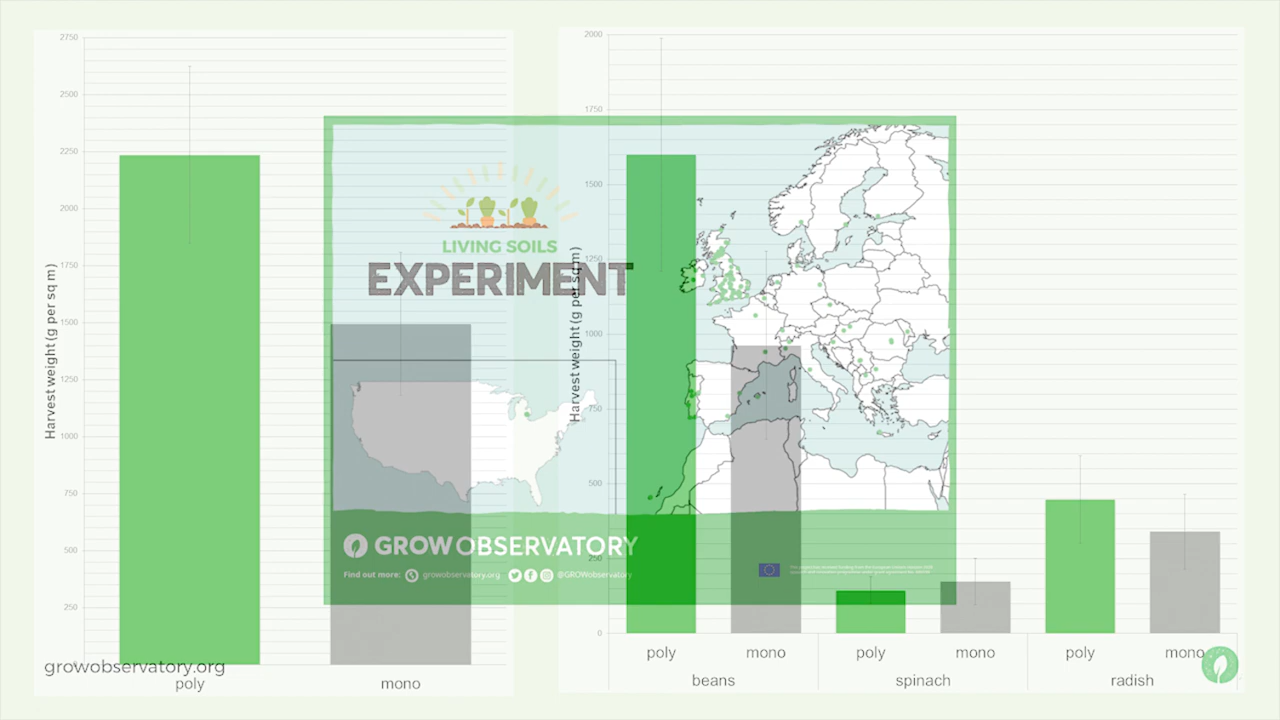 2750
2500
2250
2000
1750
1500
1250
1000
750
500
250
Harvest weight (g per sq m)
poly
mono
growobservatory.org
LIVING SOILS
EXPERIMENT
GROWOBSERVATORY
Find out more: growobservatory.org @GROWobservatory
2000
1750
1500
1250
1000
750
500
250
0
Harvest weight (g per sq m)
poly
mono
poly
mono
poly
mono
beans
spinach
radish